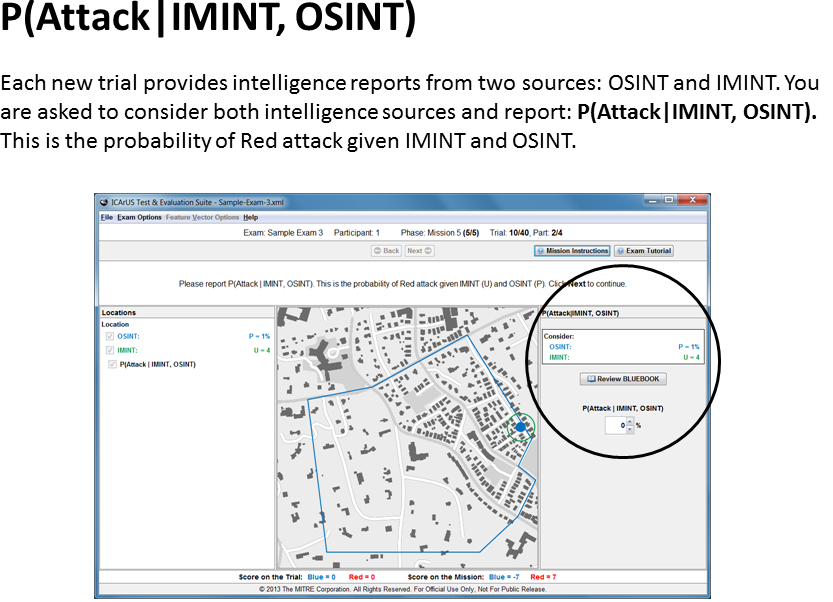 P(Attack|IMINT, OSINT)
Each new trial provides intelligence reports from two sources: OSINT and IMINT. You
are asked to consider both intelligence sources and report: P(Attack|IMINT, OSINT).
This is the probability of Red attack given IMINT and OSINT.
ICArUS Test & Evaluation Suite - Sample-Exam-3.xml
File Exam Options Feature Vector Options Help
Exam: Sample Exam 3 Participant: 1 Phase: Mission 5 (5/5) Trial: 10/40, Part: 2/4
Back Next Mission Instructions Exam Tutorial
Please report P(Attack | IMINT, OSINT). This is the probability of Red attack given IMINT (U) and OSINT (P). Click Next to continue.
Locations
Location
OSINT: P = 1%
IMINT: U = 4
P(Attack | IMINT, OSINT)
P(Attack|IMINT, OSINT)
Consider:
OSINT: P = 1%
IMINT: U = 4
Review BLUEBOOK
P(Attack | IMINT, OSINT)
0 %
Score on the Trial: Blue = 0 Red = 0 Score on the Mission: Blue = -7 Red = 7
© 2013 The MITRE Corporation. All Rights Reserved. For Official Use Only, Not For Public Release.